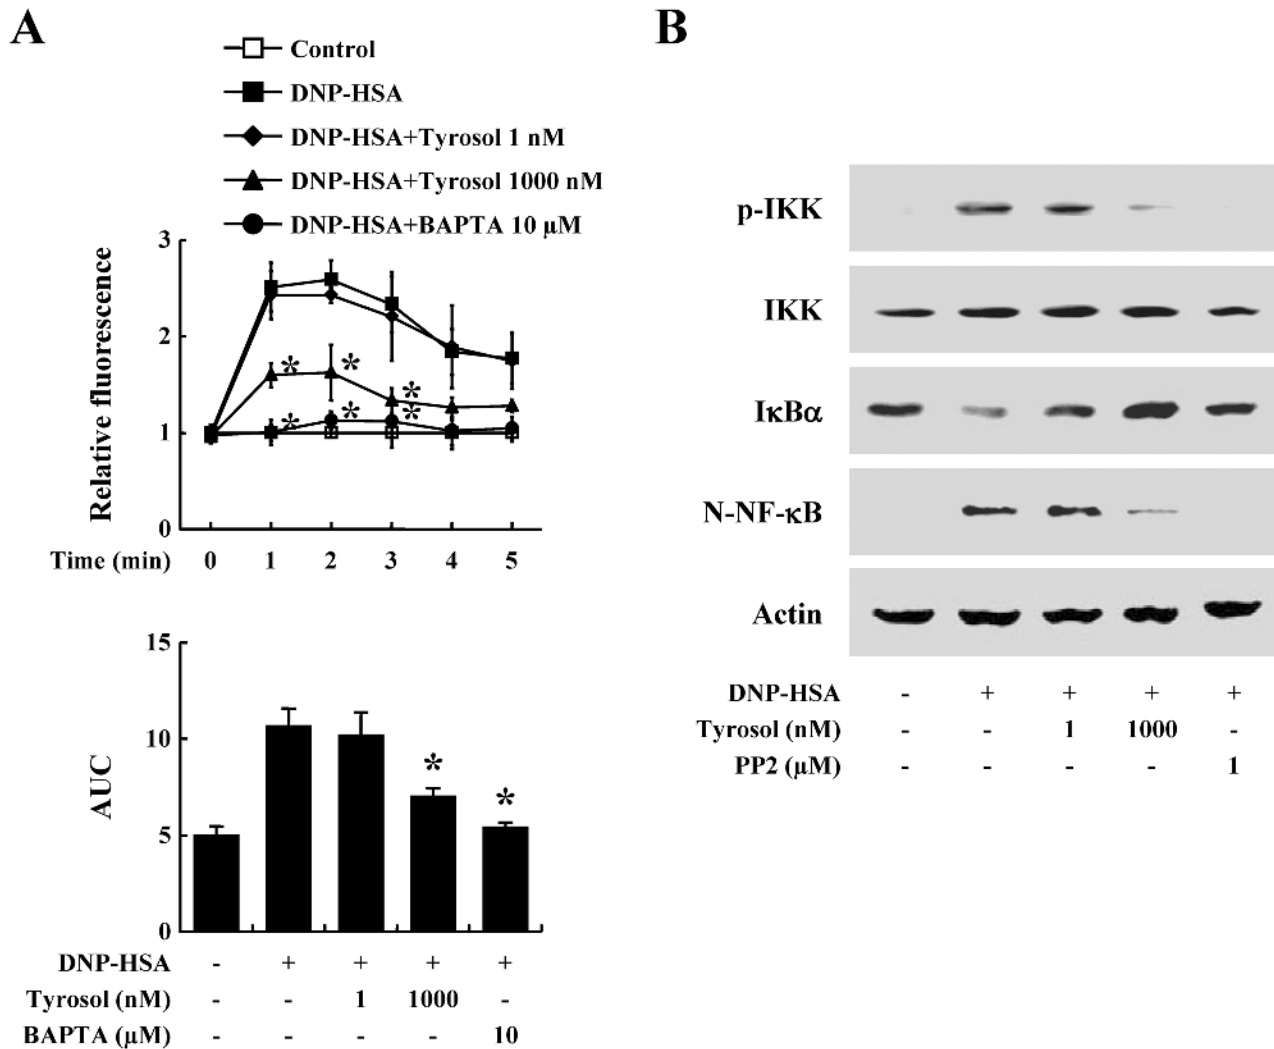 A
Control
DNP-HSA
DNP-HSA+Tyrosol 1 nM
DNP-HSA+Tyrosol 1000 nM
DNP-HSA+BAPTA 10 µM
Relative fluorescence
3
2
1
0
* * *
* * *
Time (min) 0 1 2 3 4 5
AUC
15
10
5
0
* *
DNP-HSA - + + + +
Tyrosol (nM) - - 1 1000 -
BAPTA (µM) - - - - 10
B
p-IKK
IKK
IκBα
N-NF-κB
Actin
DNP-HSA - + + + +
Tyrosol (nM) - - 1 1000 -
PP2 (µM) - - - - 1